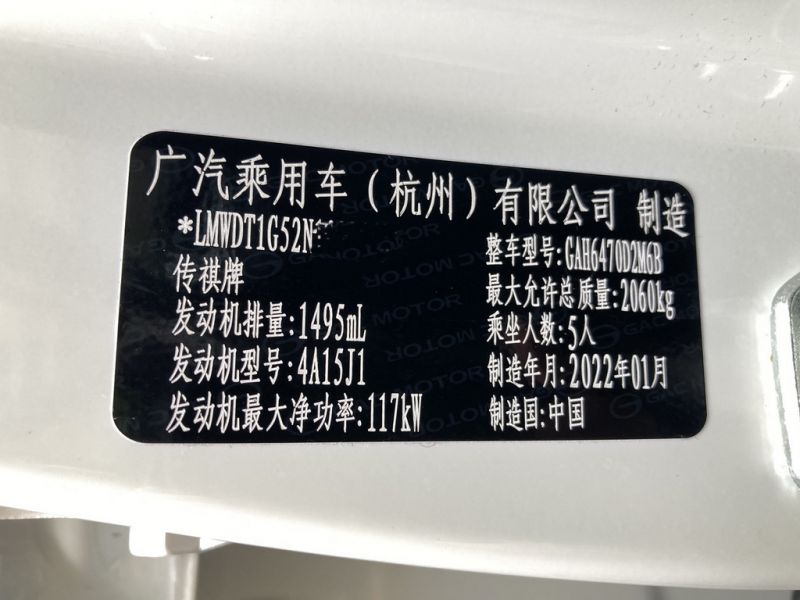 广汽乘用车（杭州）有限公司 制造
*LMWDT1G52N
整车型号:GAH6470D2M6B
传祺牌
最大允许总质量:2060kg
发动机排量:1495mL
乘坐人数:5人
发动机型号:4A15J1
制造年月:2022年01月
发动机最大净功率:117kW
制造国:中国